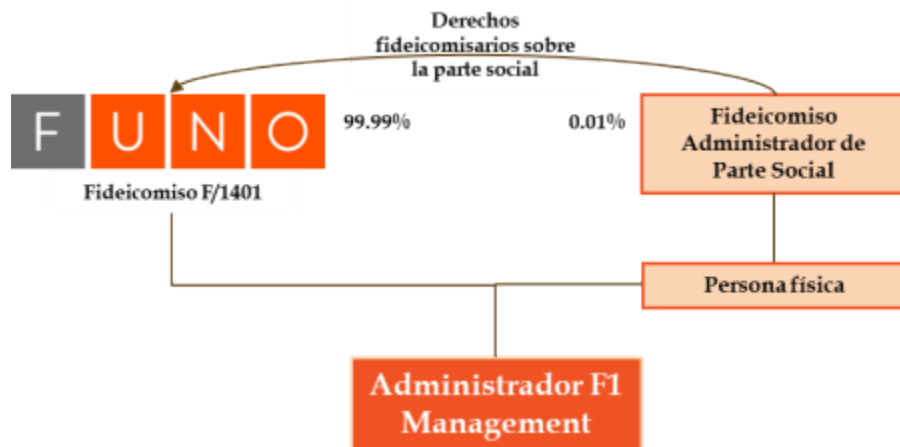 Derechos
fideicomisarios sobre
la parte social
FUNO
99.99%
0.01%
Fideicomiso
Administrador de
Parte Social
Fideicomiso F/1401
Persona física
Administrador F1
Management